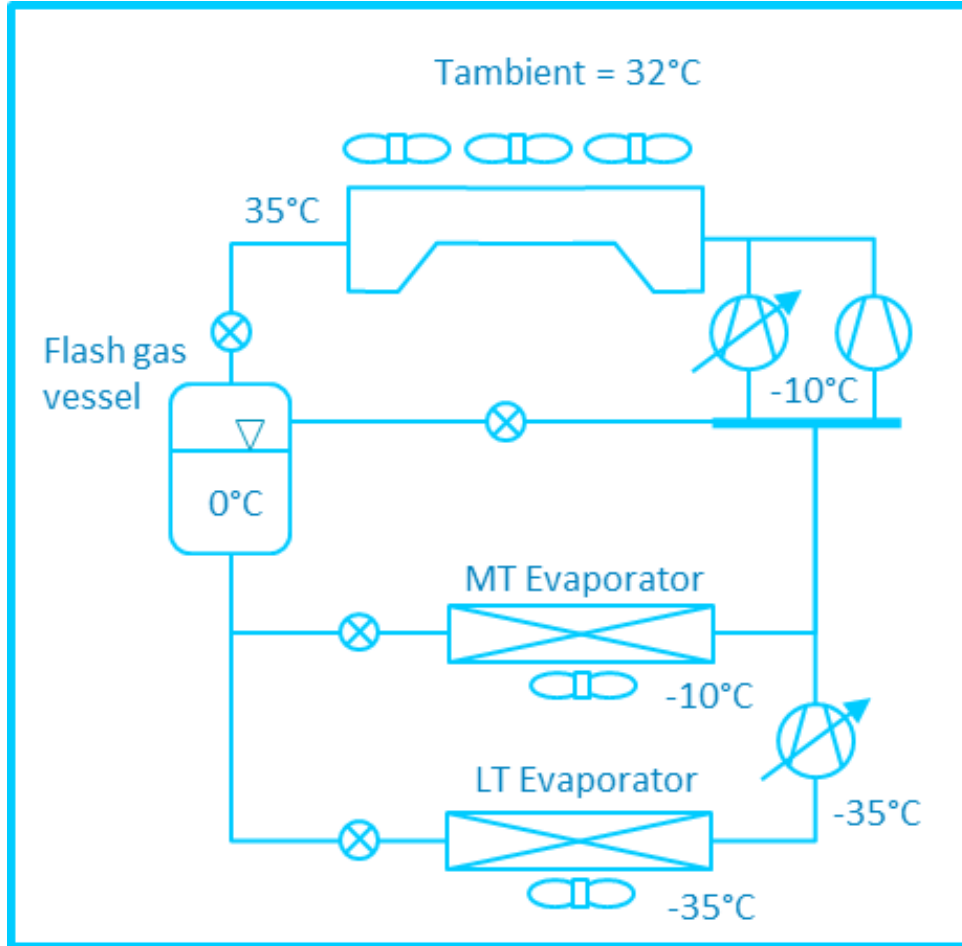 Tambient = 32°C
35°C
Flash gas
vessel
-10°C
0°C
MT Evaporator
-10°C
LT Evaporator
-35°C
-35°C